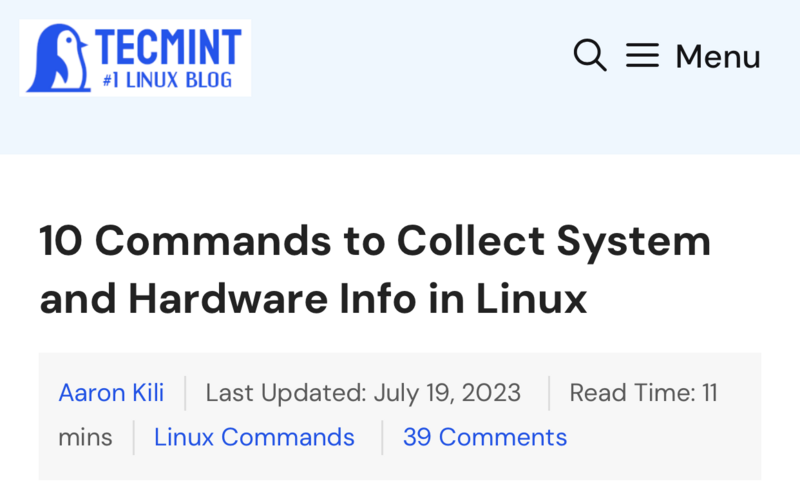 TECMINT
#1 LINUX BLOG
Menu
10 Commands to Collect System
and Hardware Info in Linux
Aaron Kili Last Updated: July 19, 2023 Read Time: 11
mins Linux Commands 39 Comments